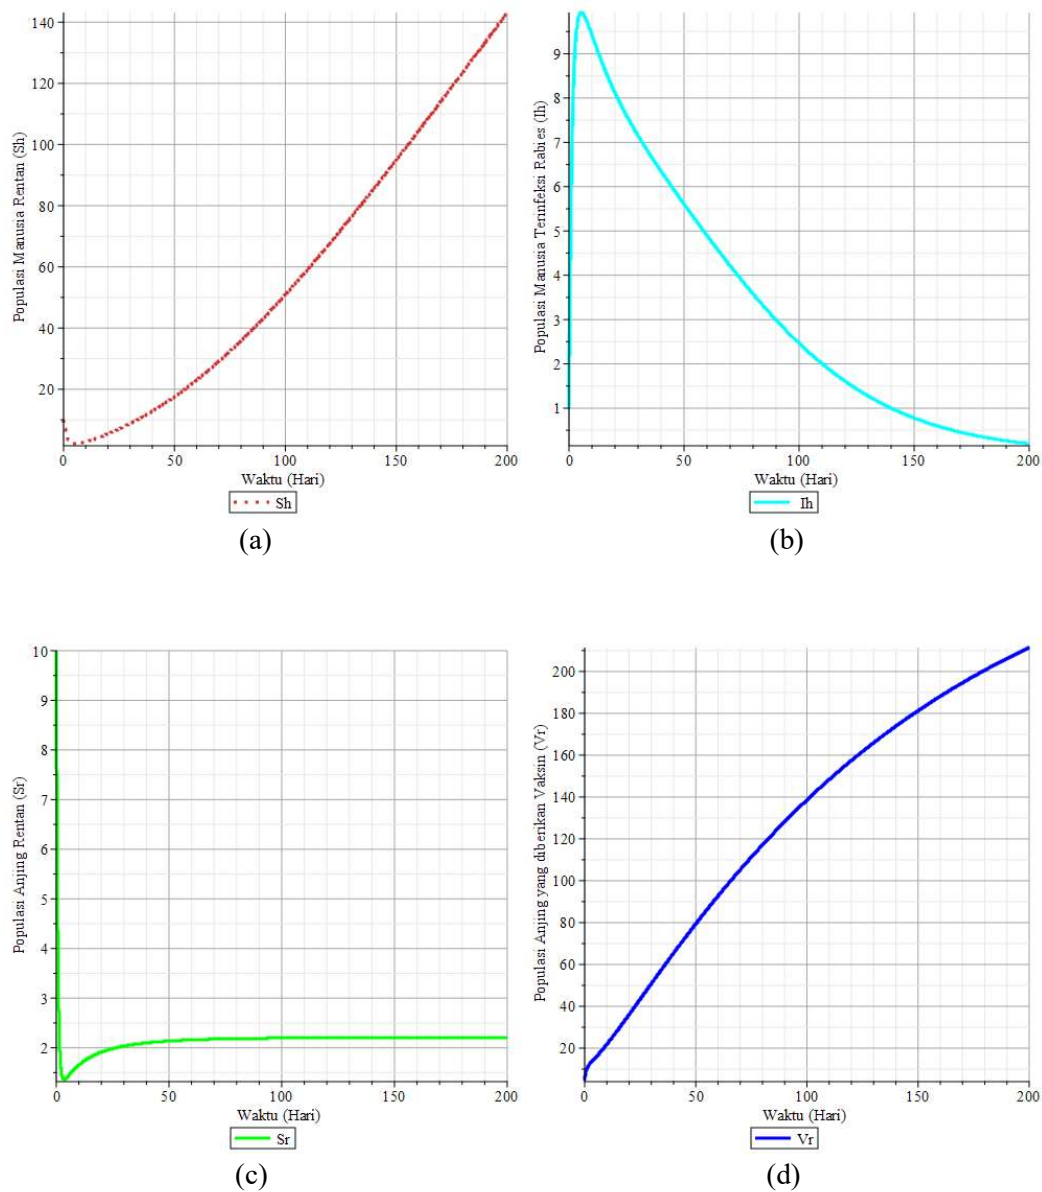 Populasi Manusia Rentan (Sh)
140
120
100
80
60
40
20
0 50 100 150 200
Waktu (Hari)
Sh
(a)
Populasi Manusia Terinfeksi Rabies (Ih)
9
8
7
6
5
4
3
2
1
0 50 100 150 200
Waktu (Hari)
Ih
(b)
Populasi Anjing Rentan (Sr)
10
9
8
7
6
5
4
3
2
0 50 100 150 200
Waktu (Hari)
Sr
(c)
Populasi Anjing yang diberikan Vaksin (Vr)
200
180
160
140
120
100
80
60
40
20
0 50 100 150 200
Waktu (Hari)
Vr
(d)